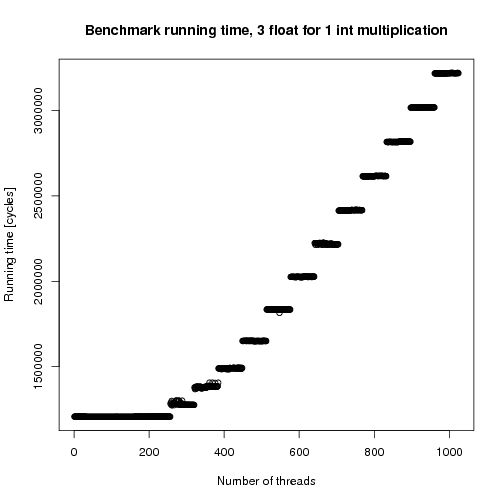 Benchmark running time, 3 float for 1 int multiplication
Running time [cycles]
3000000
2500000
2000000
1500000
0 200 400 600 800 1000
Number of threads